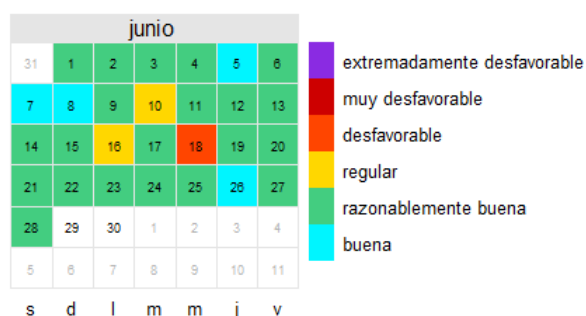 junio
31 1 2 3 4 5 6
7 8 9 10 11 12 13
14 15 16 17 18 19 20
21 22 23 24 25 26 27
28 29 30 1 2 3 4
5 6 7 8 9 10 11
s d l m m j v
extremadamente desfavorable
muy desfavorable
desfavorable
regular
razonablemente buena
buena